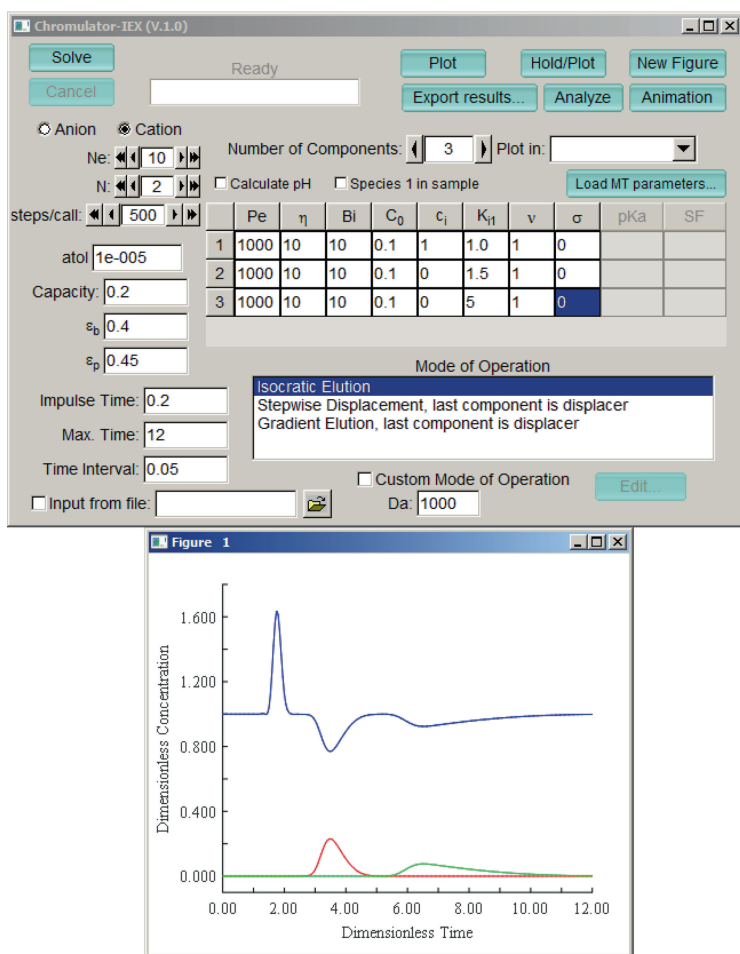 Chromulator-IEX (V.1.0)
Solve Ready Plot Hold/Plot New Figure
Cancel Export results... Analyze Animation
Anion Cation
Ne: 10 Number of Components: 3 Plot in:
N: 2 Calculate pH Species 1 in sample Load MT parameters...
steps/call: 500
Pe η Bi C₀ cᵢ Kᵢ₁ ν σ pKa SF
1 1000 10 10 0.1 1 1.0 1 0
2 1000 10 10 0.1 0 1.5 1 0
3 1000 10 10 0.1 0 5 1 0
atol 1e-005
Capacity: 0.2
εb 0.4
εp 0.45
Mode of Operation
Isocratic Elution
Stepwise Displacement, last component is displacer
Gradient Elution, last component is displacer
Impulse Time: 0.2
Max. Time: 12
Time Interval: 0.05
Custom Mode of Operation Edit...
Input from file: Da: 1000
Figure 1
Dimensionless Concentration
1.600
1.200
0.800
0.400
0.000
0.00 2.00 4.00 6.00 8.00 10.00 12.00
Dimensionless Time